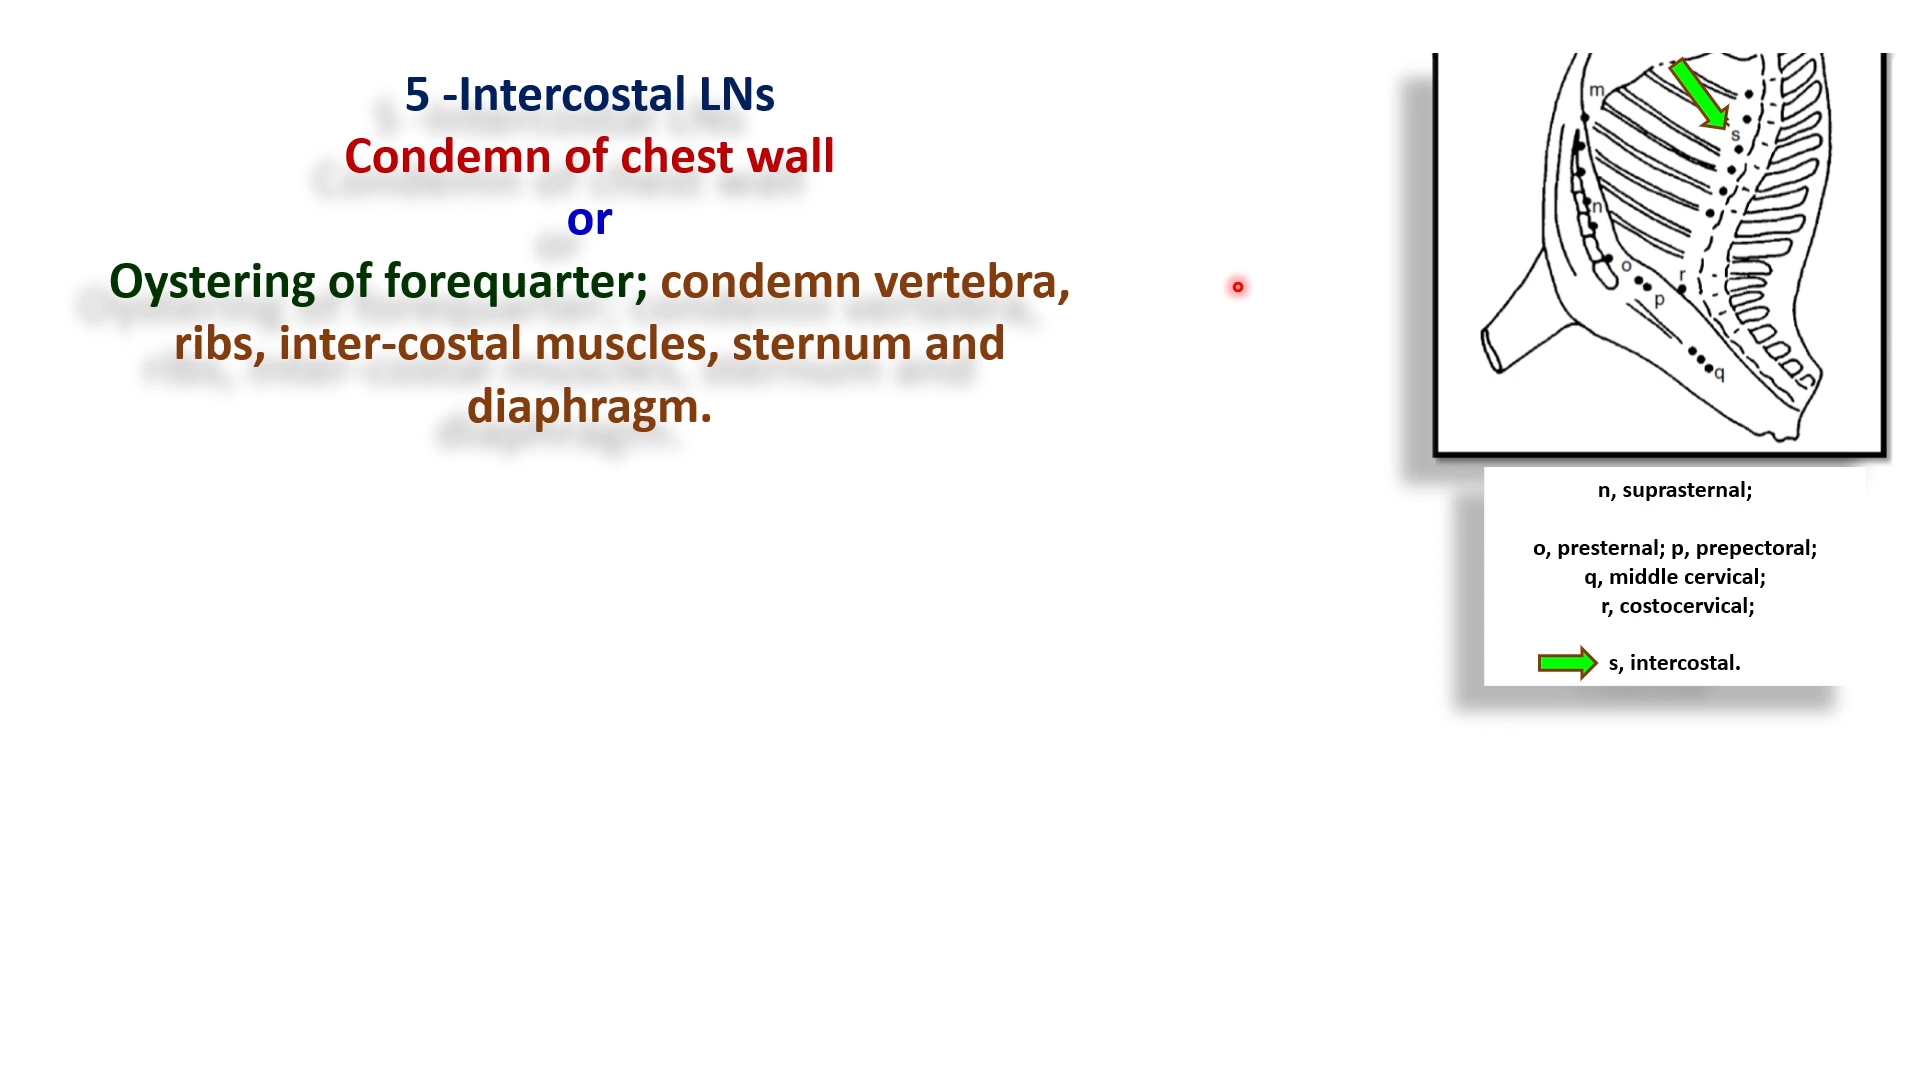 5 -Intercostal LNs
Condemn of chest wall
or
Oystering of forequarter; condemn vertebra,
ribs, inter-costal muscles, sternum and
diaphragm.
m
s
n
o
r
p
q
n, suprasternal;
o, presternal; p, prepectoral;
q, middle cervical;
r, costocervical;
s, intercostal.